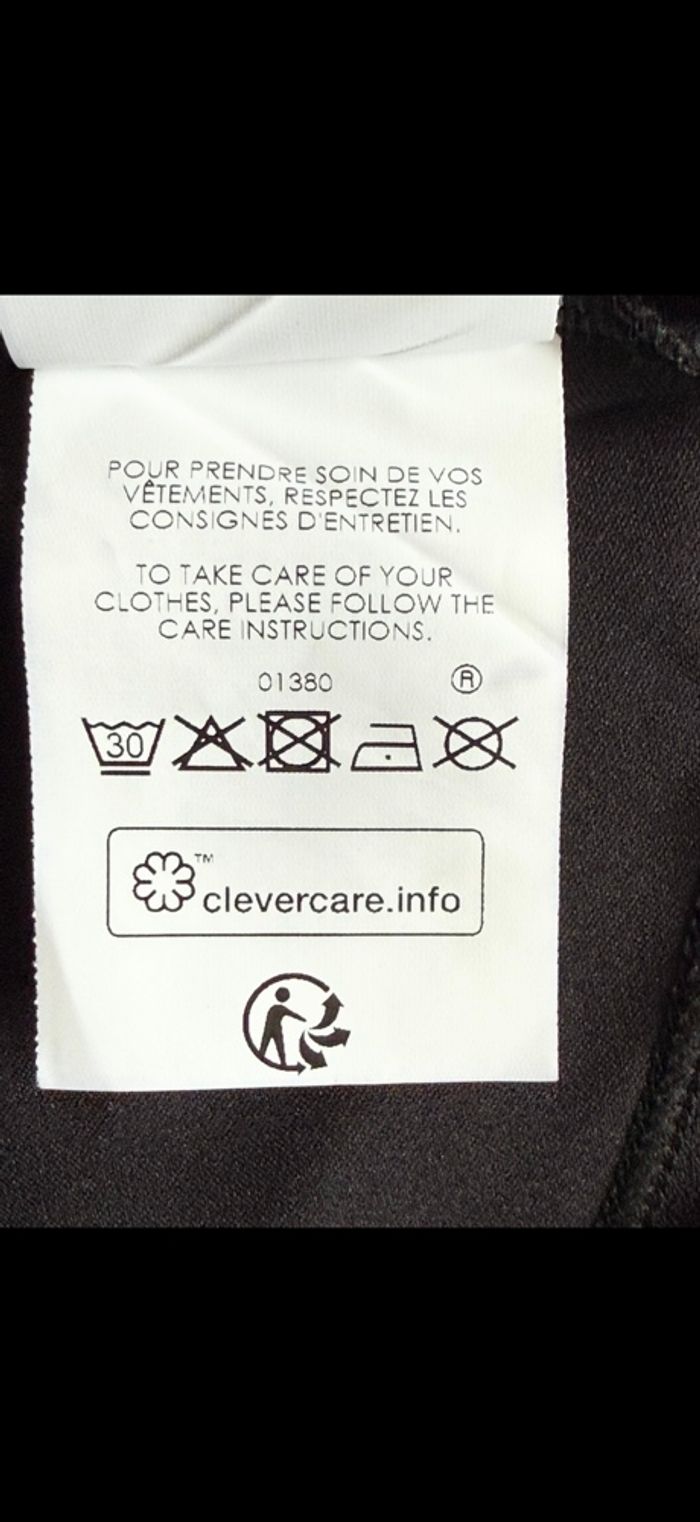 POUR PRENDRE SOIN DE VOS
VÊTEMENTS, RESPECTEZ LES
CONSIGNES D'ENTRETIEN.
TO TAKE CARE OF YOUR
CLOTHES, PLEASE FOLLOW THE
CARE INSTRUCTIONS.
01380 ®
30
™
clevercare.info